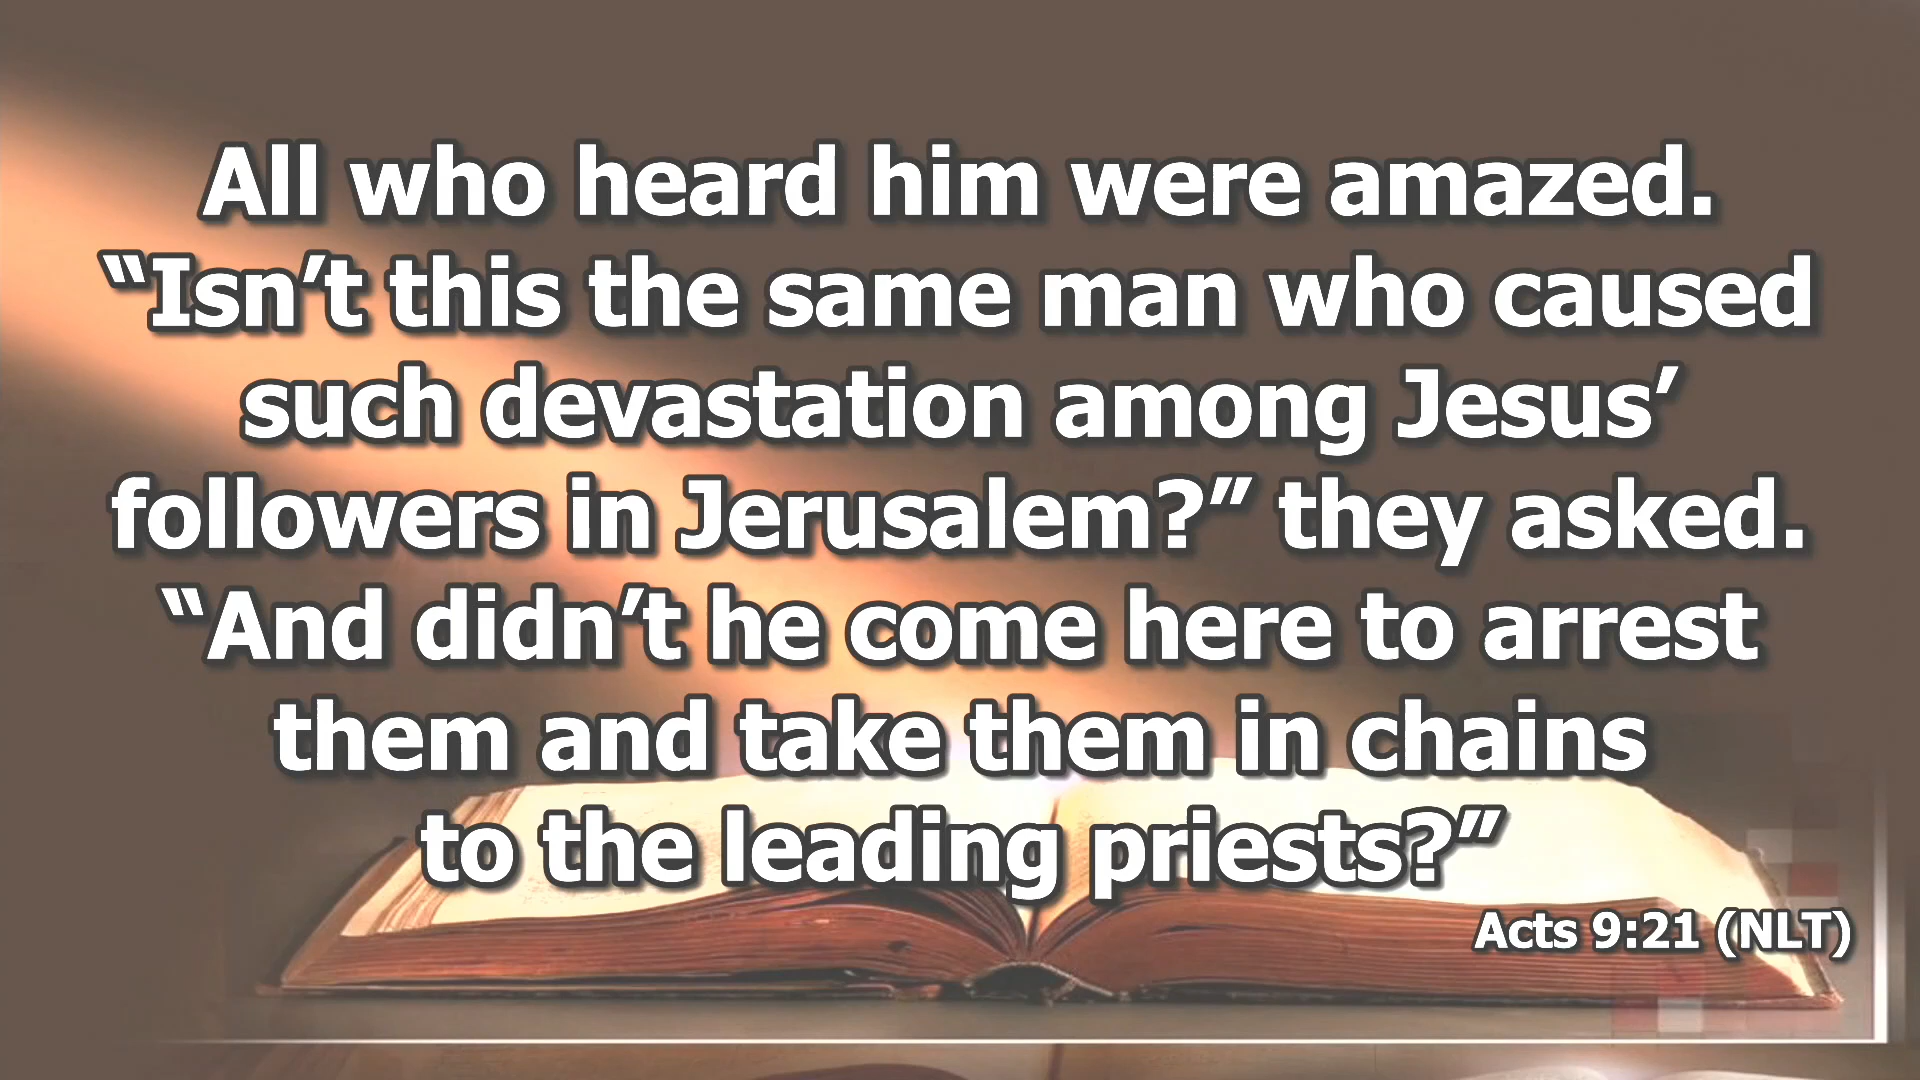 All who heard him were amazed.
“Isn’t this the same man who caused
such devastation among Jesus’
followers in Jerusalem?” they asked.
“And didn’t he come here to arrest
them and take them in chains
to the leading priests?”
Acts 9:21 (NLT)